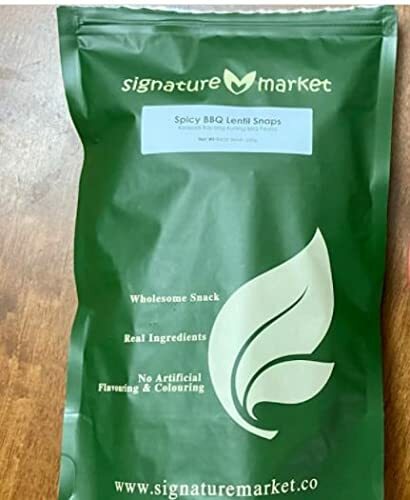 signature market
Spicy BBQ Lentil Snaps
Wholesome Snack
Real Ingredients
No Artificial
Flavouring & Colouring
www.signaturemarket.co